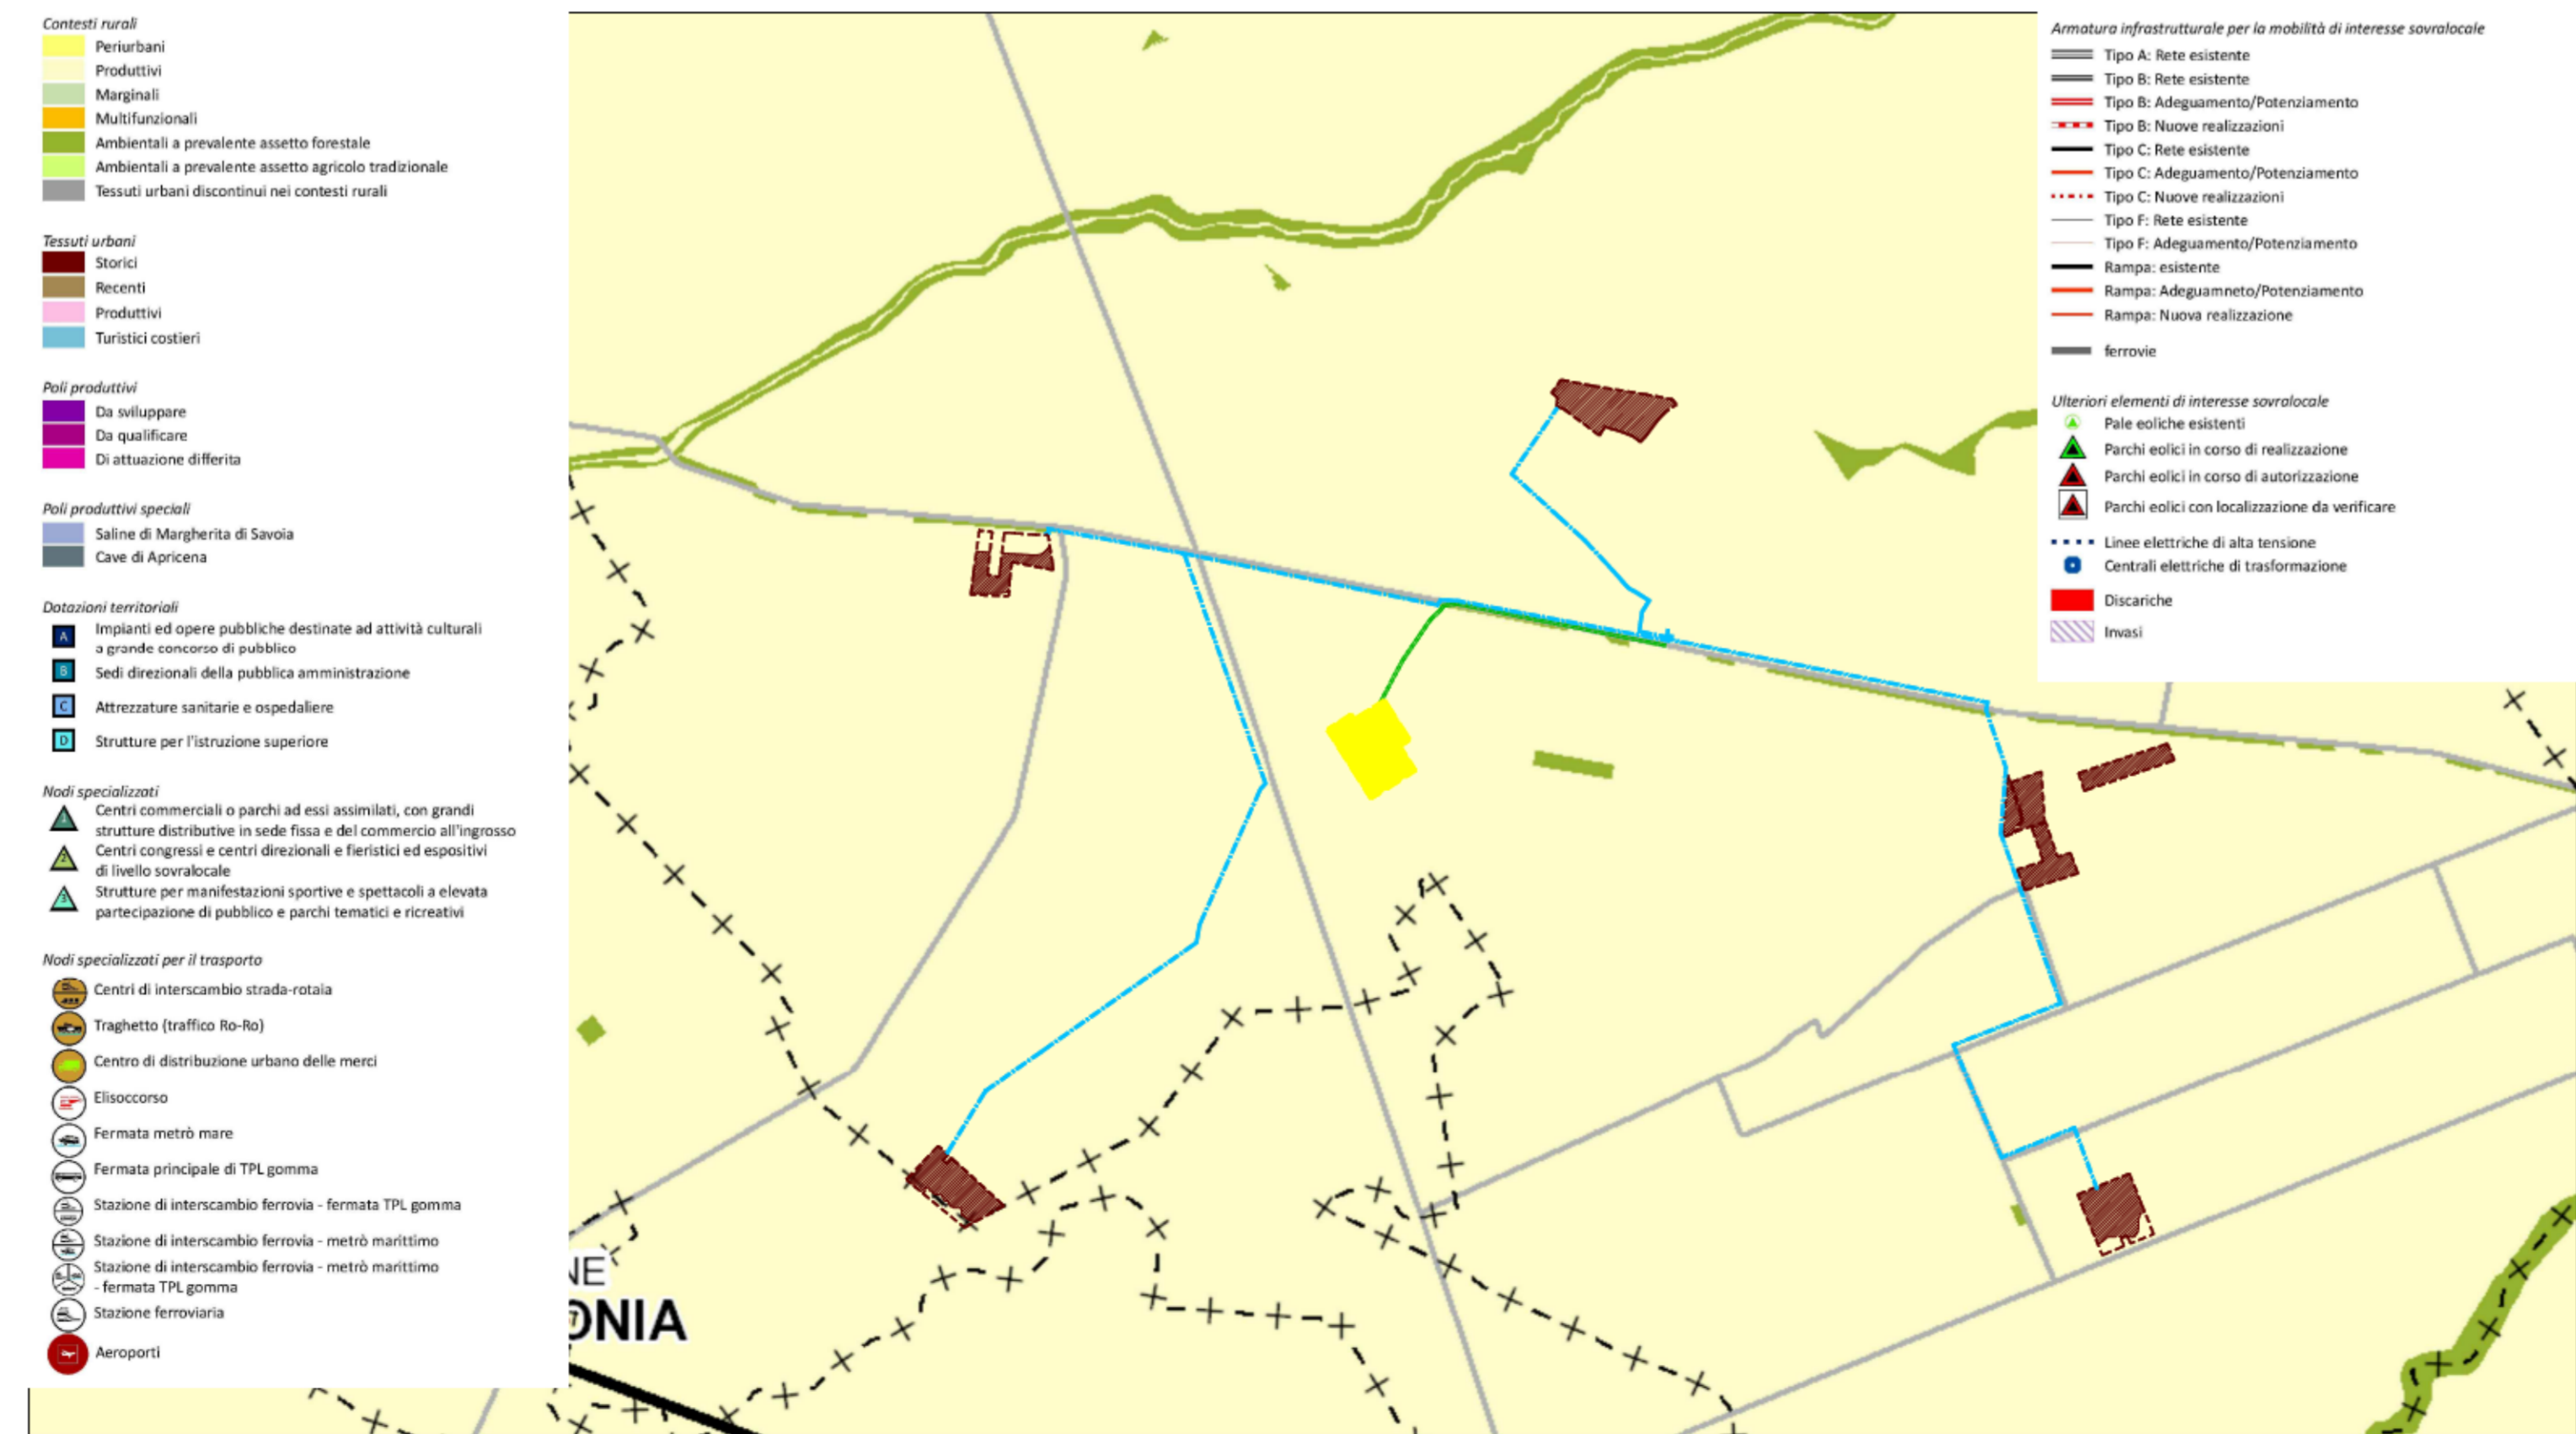 Contesti rurali
Periurbani
Produttivi
Marginali
Multifunzionali
Ambientali a prevalente assetto forestale
Ambientali a prevalente assetto agricolo tradizionale
Tessuti urbani discontinui nei contesti rurali
Tessuti urbani
Storici
Recenti
Produttivi
Turistici costieri
Poli produttivi
Da sviluppare
Da qualificare
Di attuazione differita
Poli produttivi speciali
Saline di Margherita di Savoia
Cave di Apricena
Dotazioni territoriali
A Impianti ed opere pubbliche destinate ad attività culturali
a grande concorso di pubblico
B Sedi direzionali della pubblica amministrazione
C Attrezzature sanitarie e ospedaliere
D Strutture per l'istruzione superiore
Nodi specializzati
1 Centri commerciali o parchi ad essi assimilati, con grandi
strutture distributive in sede fissa e del commercio all'ingrosso
2 Centri congressi e centri direzionali e fieristici ed espositivi
di livello sovralocale
3 Strutture per manifestazioni sportive e spettacoli a elevata
partecipazione di pubblico e parchi tematici e ricreativi
Nodi specializzati per il trasporto
Centri di interscambio strada-rotaia
Traghetto (traffico Ro-Ro)
Centro di distribuzione urbano delle merci
Elisoccorso
Fermata metrò mare
Fermata principale di TPL gomma
Stazione di interscambio ferrovia - fermata TPL gomma
Stazione di interscambio ferrovia - metrò marittimo
Stazione di interscambio ferrovia - metrò marittimo
- fermata TPL gomma
Stazione ferroviaria
Aeroporti
NE
ONIA
Armatura infrastrutturale per la mobilità di interesse sovralocale
Tipo A: Rete esistente
Tipo B: Rete esistente
Tipo B: Adeguamento/Potenziamento
Tipo B: Nuove realizzazioni
Tipo C: Rete esistente
Tipo C: Adeguamento/Potenziamento
Tipo C: Nuove realizzazioni
Tipo F: Rete esistente
Tipo F: Adeguamento/Potenziamento
Rampa: esistente
Rampa: Adeguamneto/Potenziamento
Rampa: Nuova realizzazione
ferrovie
Ulteriori elementi di interesse sovralocale
Pale eoliche esistenti
Parchi eolici in corso di realizzazione
Parchi eolici in corso di autorizzazione
Parchi eolici con localizzazione da verificare
Linee elettriche di alta tensione
Centrali elettriche di trasformazione
Discariche
Invasi